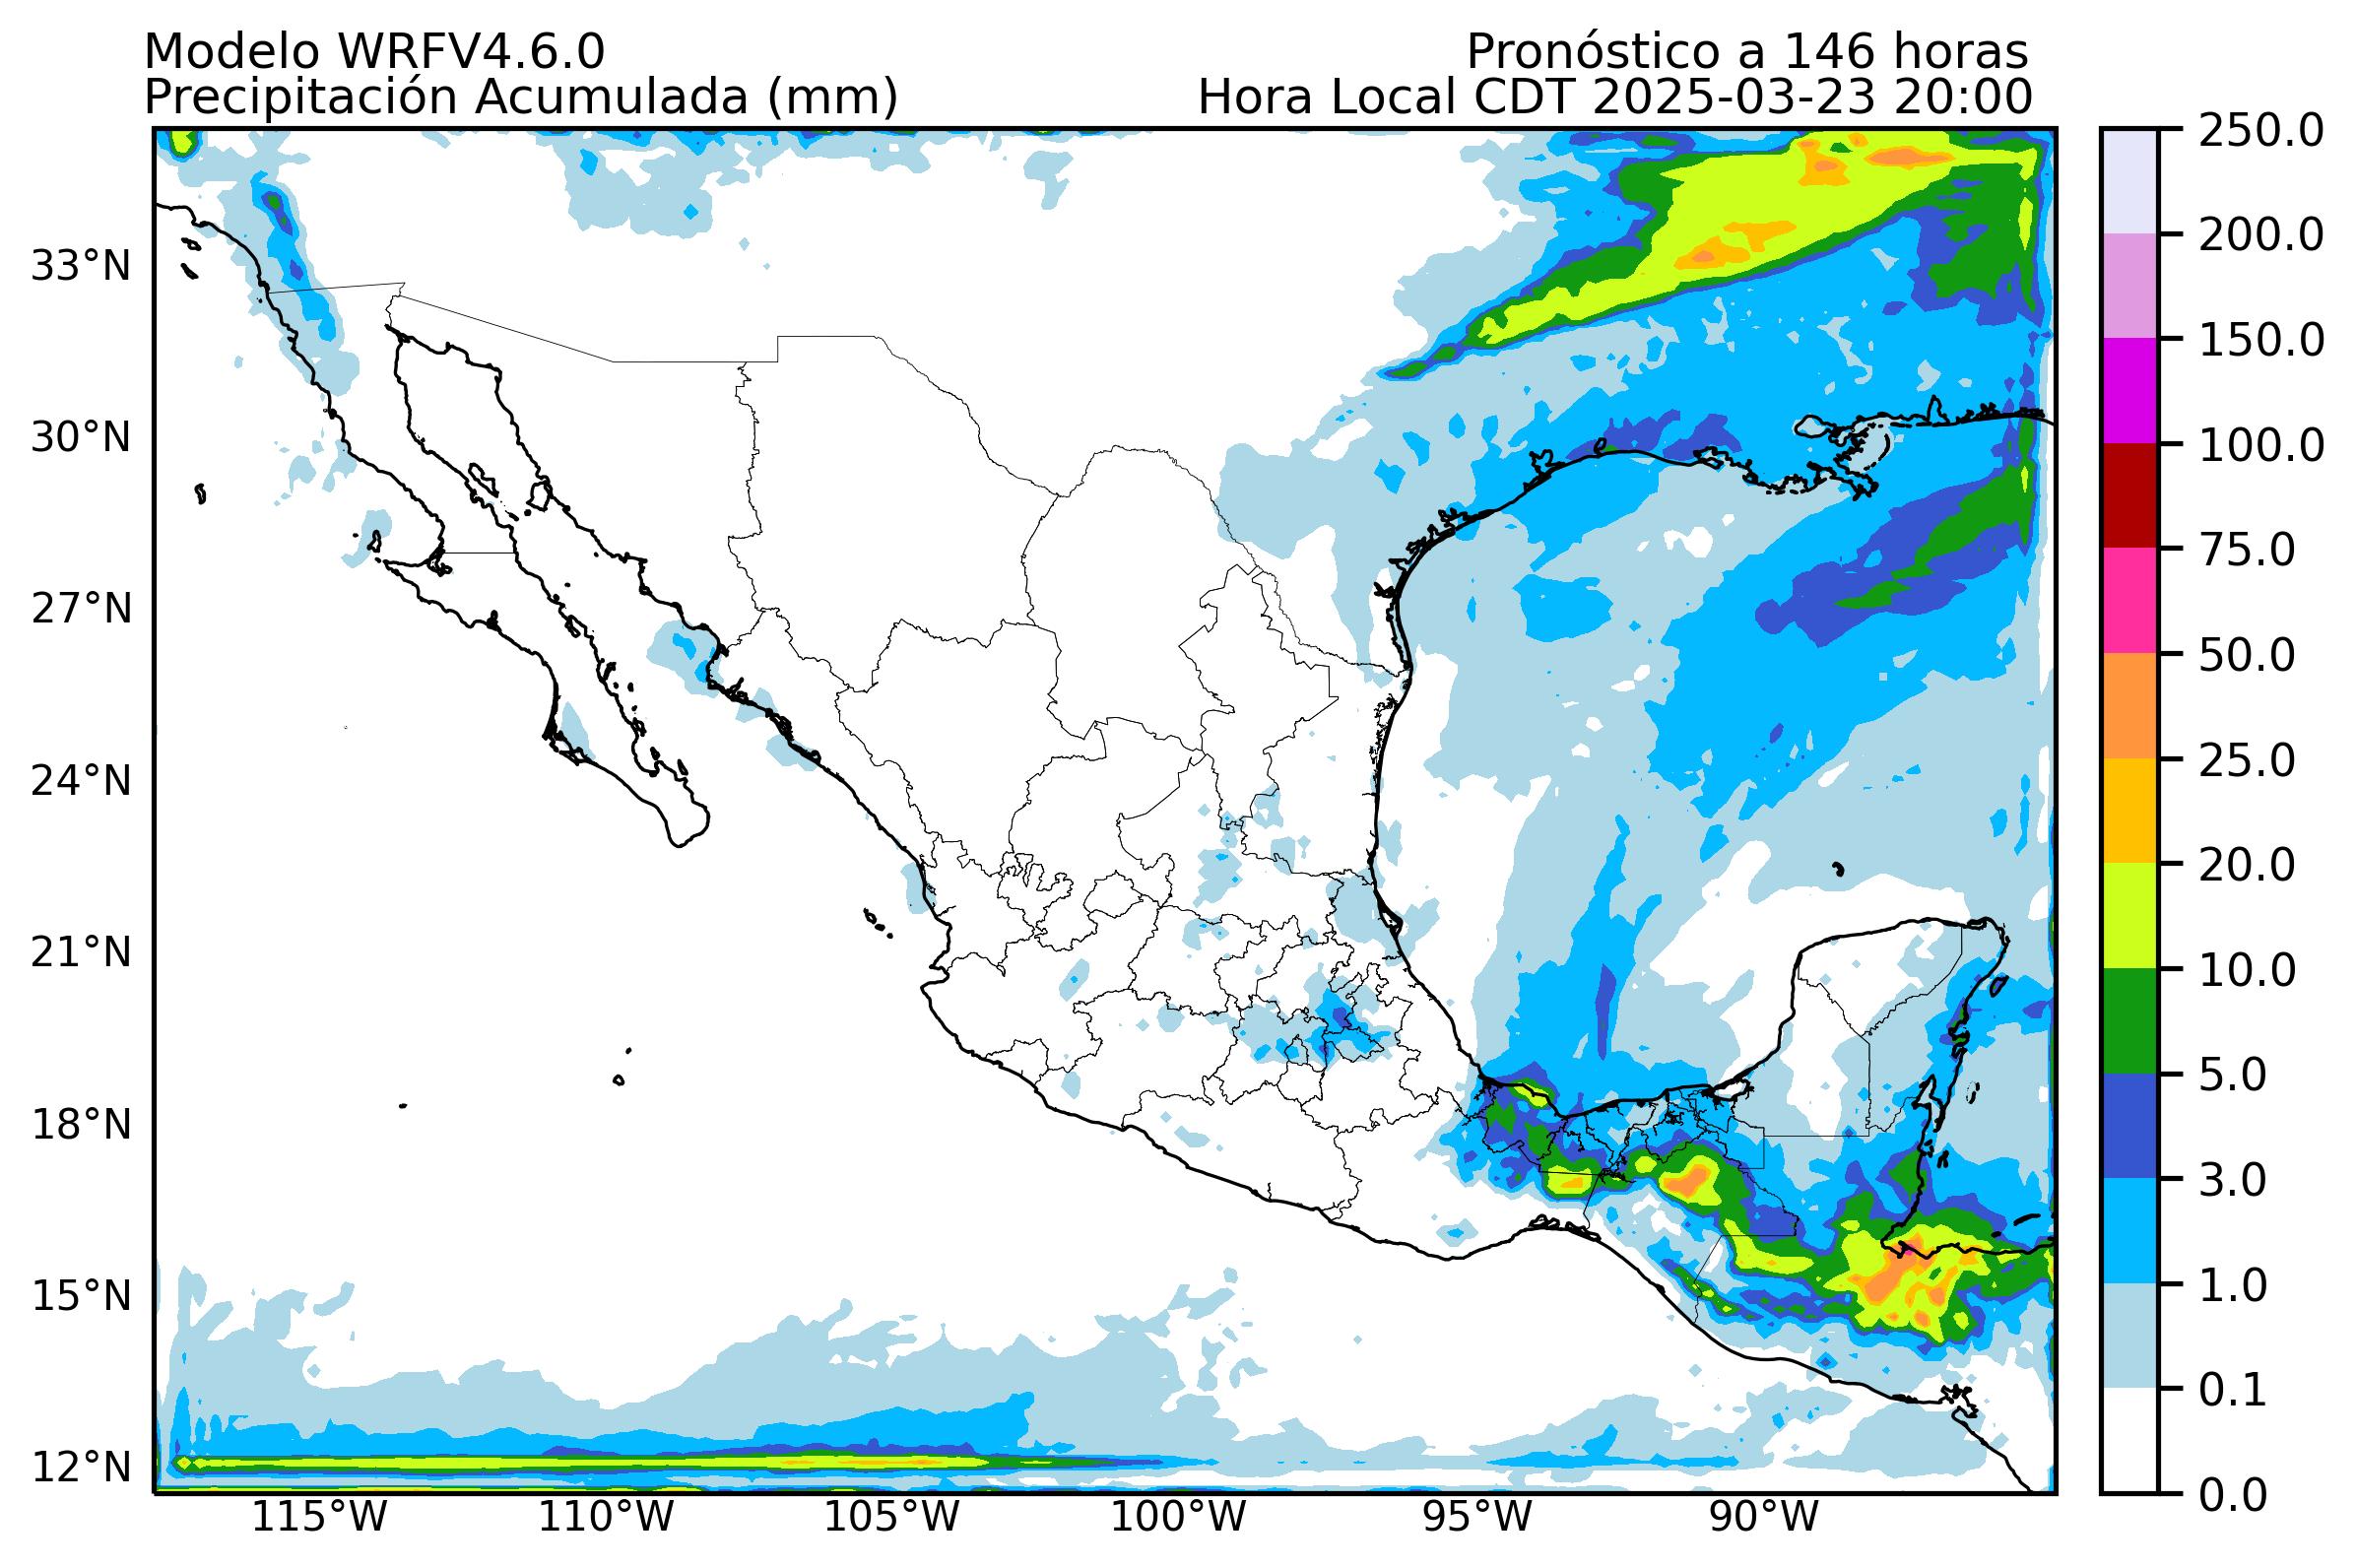 Modelo WRFV4.6.0
Pronóstico a 146 horas
Precipitación Acumulada (mm)
Hora Local CDT 2025-03-23 20:00
33°N
30°N
27°N
24°N
21°N
18°N
15°N
12°N
115°W
110°W
105°W
100°W
95°W
90°W
250.0
200.0
150.0
100.0
75.0
50.0
25.0
20.0
10.0
5.0
3.0
1.0
0.1
0.0